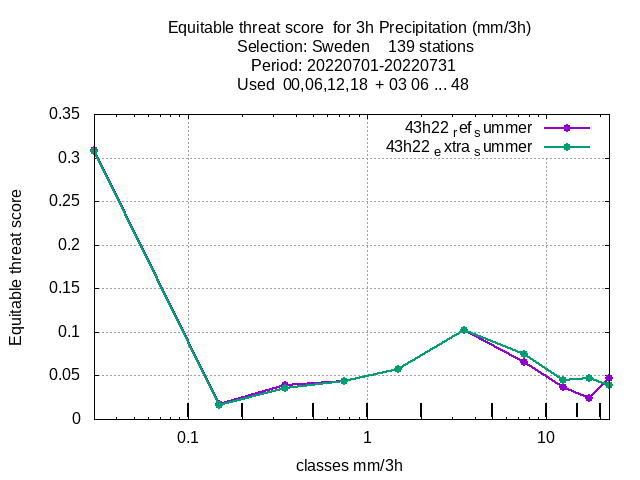 Equitable threat score  for 3h Precipitation (mm/3h)
Selection: Sweden    139 stations
Period: 20220701-20220731
Used  00,06,12,18  + 03 06 ... 48
43h22 ref summer
43h22 extra summer
Equitable threat score
0.35
0.3
0.25
0.2
0.15
0.1
0.05
0
0.1 1 10
classes mm/3h